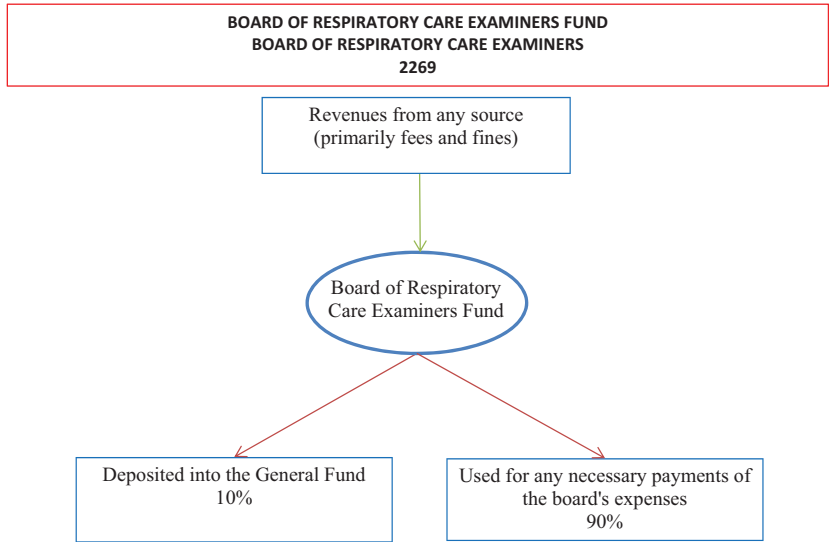 BOARD OF RESPIRATORY CARE EXAMINERS FUND
BOARD OF RESPIRATORY CARE EXAMINERS
2269
Revenues from any source
(primarily fees and fines)
Board of Respiratory
Care Examiners Fund
Deposited into the General Fund
10%
Used for any necessary payments of
the board's expenses
90%